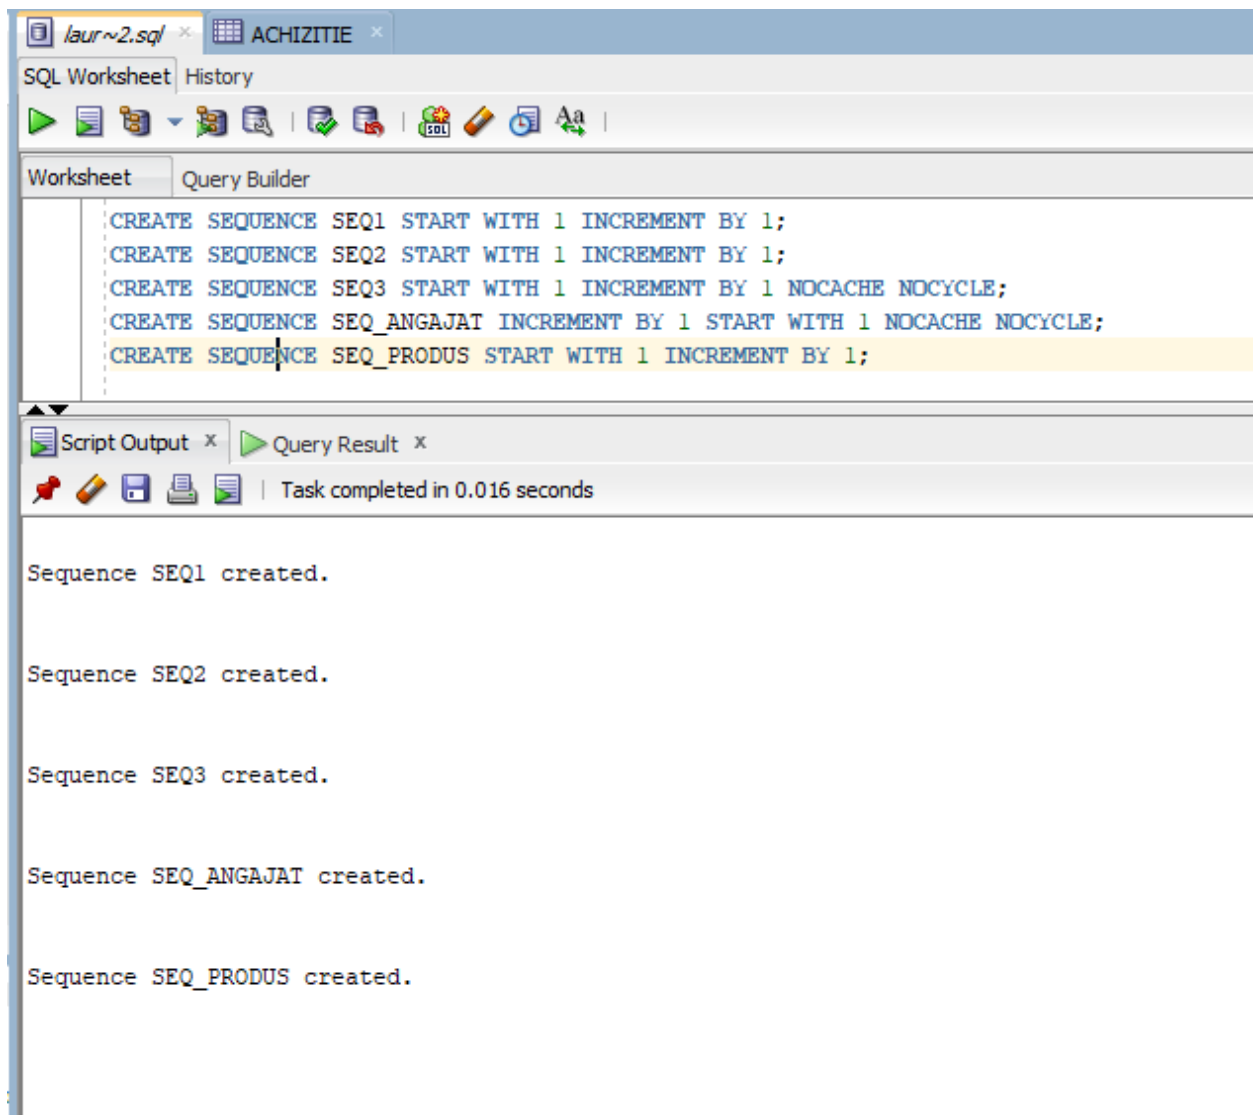 laur~2.sql × ACHIZITIE ×
SQL Worksheet History
SQL Aa
Worksheet Query Builder
CREATE SEQUENCE SEQ1 START WITH 1 INCREMENT BY 1;
CREATE SEQUENCE SEQ2 START WITH 1 INCREMENT BY 1;
CREATE SEQUENCE SEQ3 START WITH 1 INCREMENT BY 1 NOCACHE NOCYCLE;
CREATE SEQUENCE SEQ_ANGAJAT INCREMENT BY 1 START WITH 1 NOCACHE NOCYCLE;
CREATE SEQUENCE SEQ_PRODUS START WITH 1 INCREMENT BY 1;
Script Output x Query Result x
Task completed in 0.016 seconds
Sequence SEQ1 created.
Sequence SEQ2 created.
Sequence SEQ3 created.
Sequence SEQ_ANGAJAT created.
Sequence SEQ_PRODUS created.